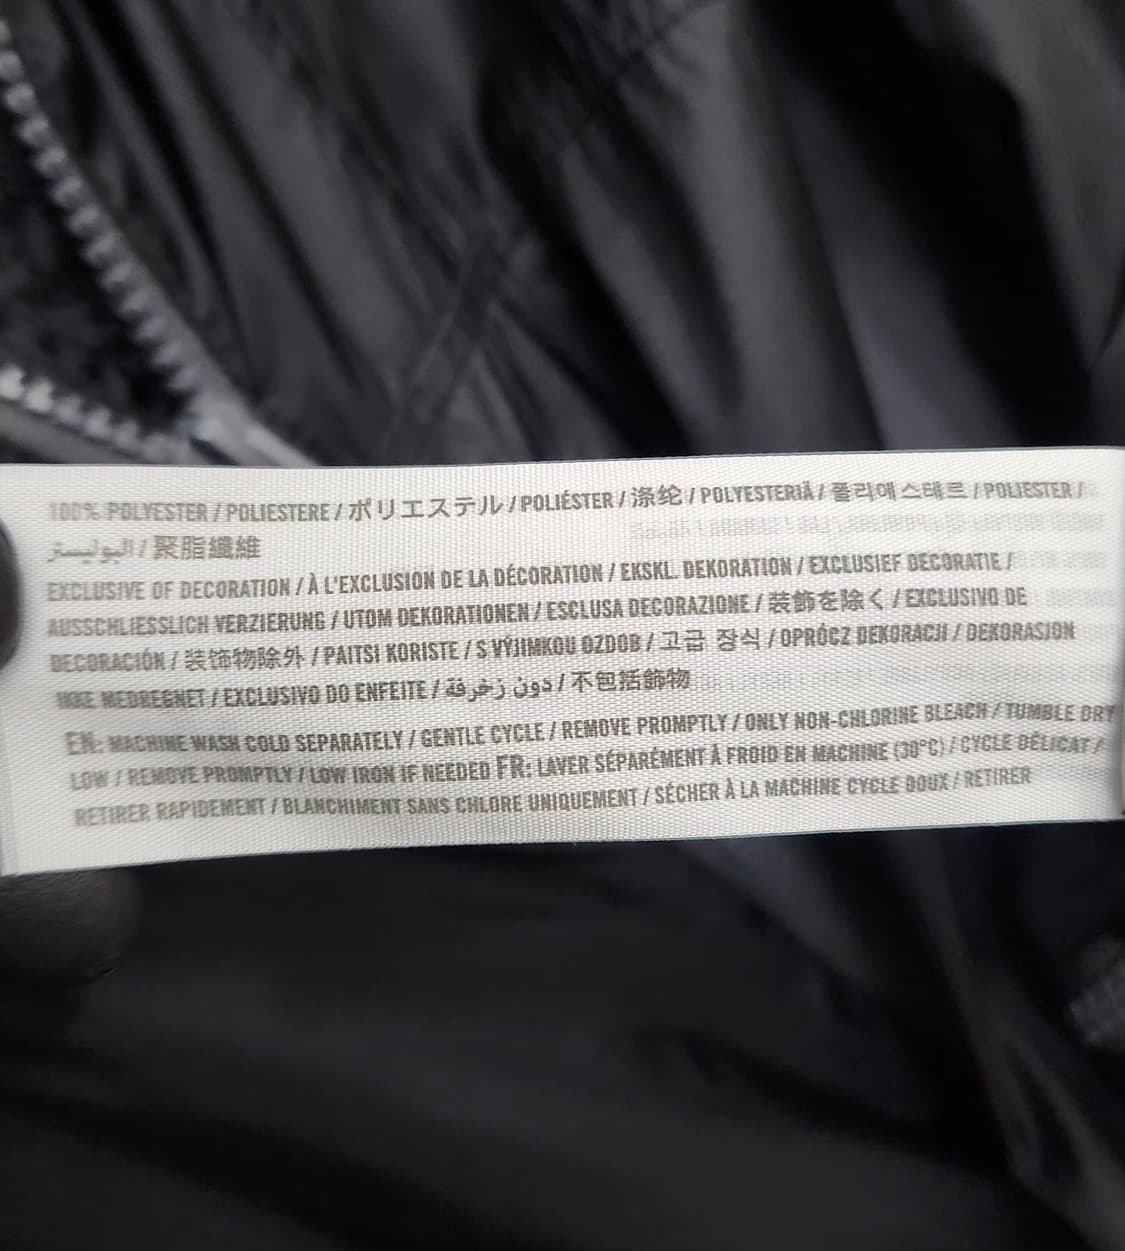 100% POLYESTER / POLIESTERE / ポリエステル / POLIÉSTER / 涤纶 / POLYESTERIÄ / 폴리에스테르 / POLIESTER /
البوليستر / 聚脂纖維
EXCLUSIVE OF DECORATION / À L'EXCLUSION DE LA DÉCORATION / EKSKL. DEKORATION / EXCLUSIEF DECORATIE /
AUSSCHLIESSLICH VERZIERUNG / UTOM DEKORATIONEN / ESCLUSA DECORAZIONE / 装飾を除く / EXCLUSIVO DE
DECORACIÓN / 装饰物除外 / PAITSI KORISTE / S VÝJIMKOU OZDOB / 고급 장식 / OPRÓCZ DEKORACJI / DEKORASJON
IKKE MEDREGNET / EXCLUSIVO DO ENFEITE / دون زخرفة / 不包括飾物
EN: MACHINE WASH COLD SEPARATELY / GENTLE CYCLE / REMOVE PROMPTLY / ONLY NON-CHLORINE BLEACH / TUMBLE DRY
LOW / REMOVE PROMPTLY / LOW IRON IF NEEDED FR: LAVER SÉPARÉMENT À FROID EN MACHINE (30°C) / CYCLE DÉLICAT /
RETIRER RAPIDEMENT / BLANCHIMENT SANS CHLORE UNIQUEMENT / SÉCHER À LA MACHINE CYCLE DOUX / RETIRER